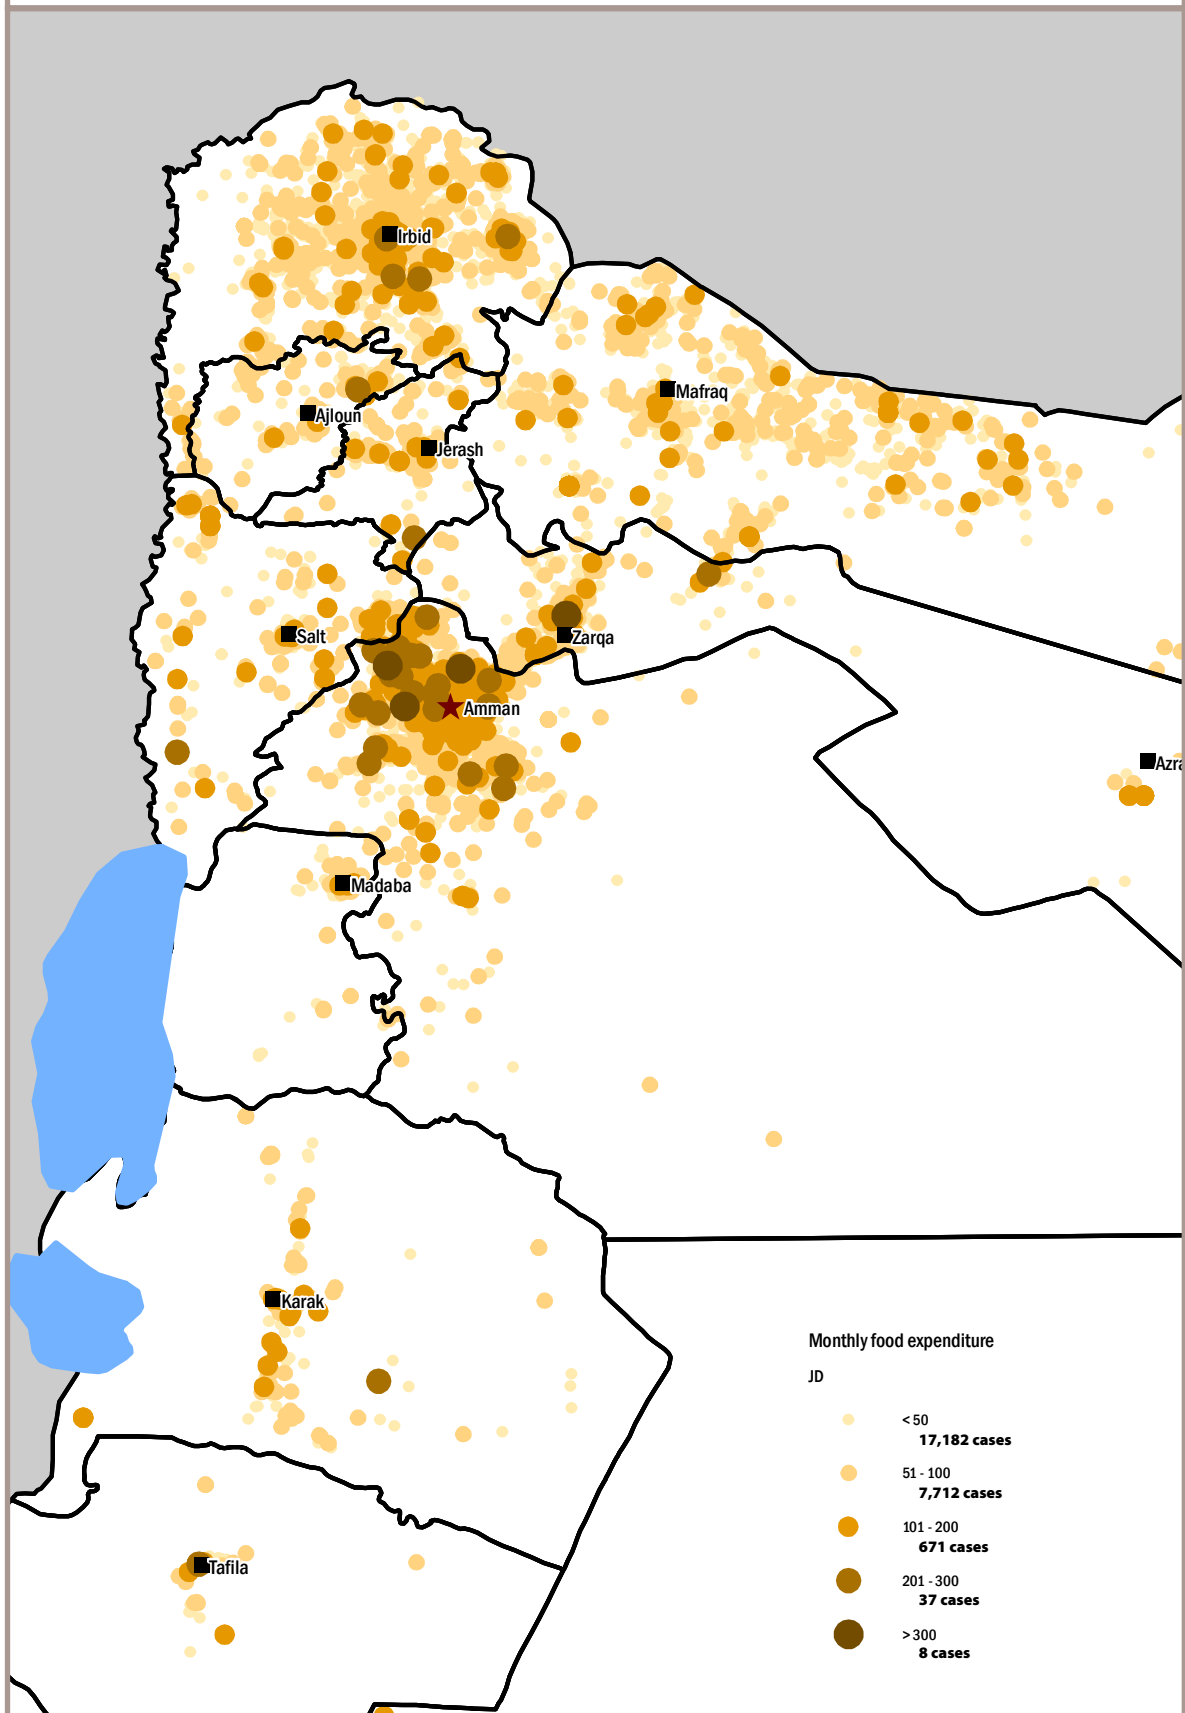 Irbid
Mafraq
Ajloun
Jerash
Salt
Zarqa
Amman
Azra
Madaba
Karak
Monthly food expenditure
JD
< 50
17,182 cases
51 - 100
7,712 cases
101 - 200
671 cases
201 - 300
37 cases
> 300
8 cases
Tafila